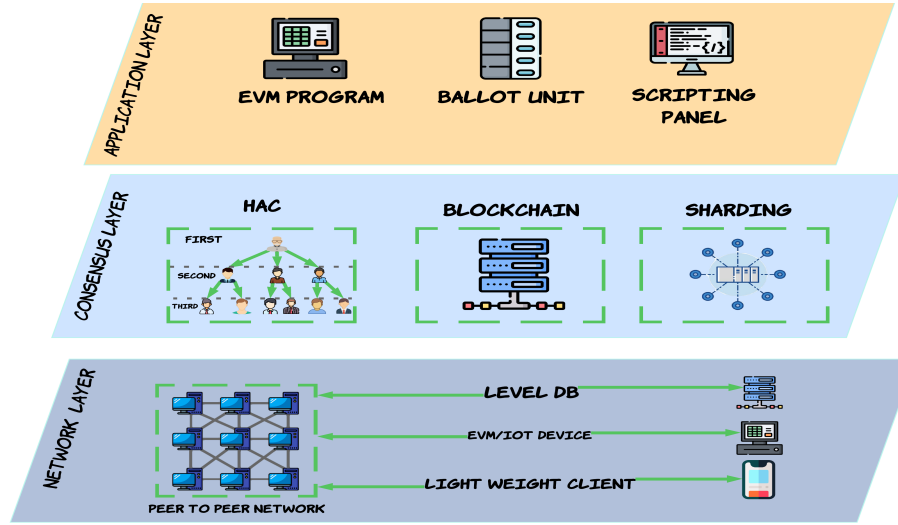 APPLICATION LAYER
EVM PROGRAM
BALLOT UNIT
SCRIPTING
PANEL
CONSENSUS LAYER
HAC
FIRST
SECOND
THIRD
BLOCKCHAIN
SHARDING
NETWORK LAYER
PEER TO PEER NETWORK
LEVEL DB
EVM/IOT DEVICE
LIGHT WEIGHT CLIENT